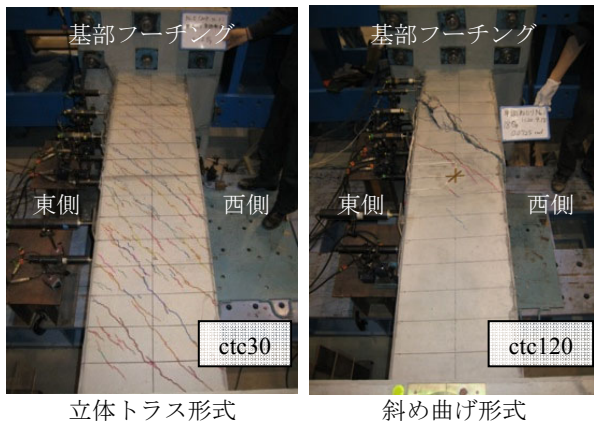 基部フーチング
東側
西側
ctc30
立体トラス形式
基部フーチング
東側
西側
ctc120
斜め曲げ形式